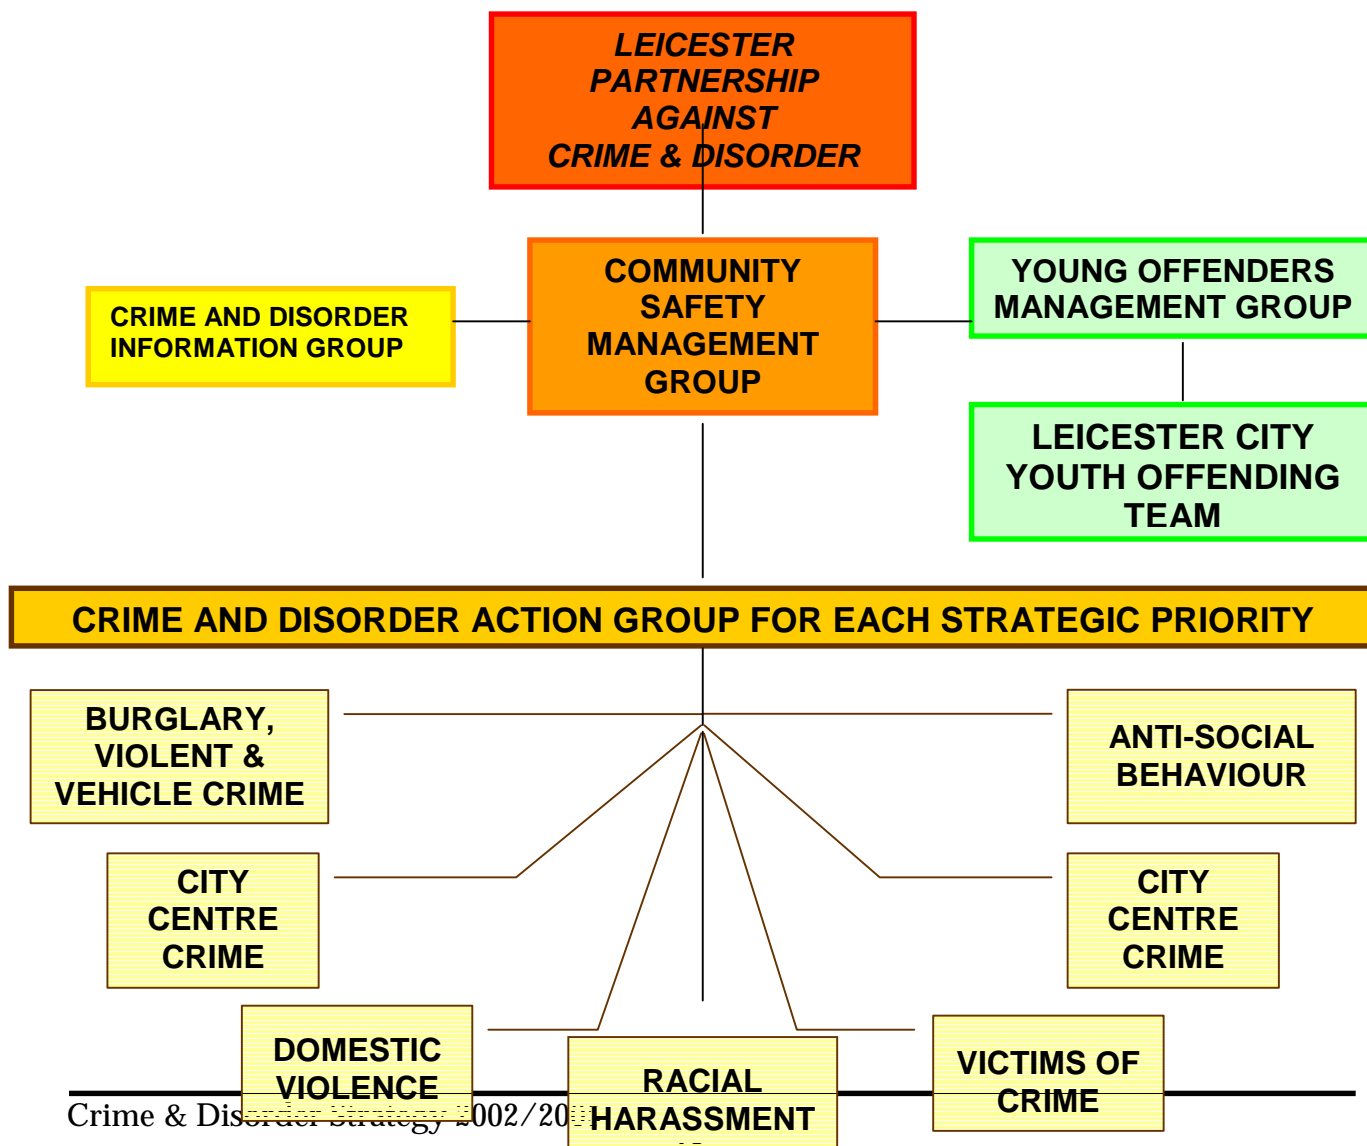 LEICESTER
PARTNERSHIP
AGAINST
CRIME & DISORDER
COMMUNITY
SAFETY
MANAGEMENT
GROUP
CRIME AND DISORDER
INFORMATION GROUP
YOUNG OFFENDERS
MANAGEMENT GROUP
LEICESTER CITY
YOUTH OFFENDING
TEAM
CRIME AND DISORDER ACTION GROUP FOR EACH STRATEGIC PRIORITY
BURGLARY,
VIOLENT &
VEHICLE CRIME
ANTI-SOCIAL
BEHAVIOUR
CITY
CENTRE
CRIME
CITY
CENTRE
CRIME
DOMESTIC
VIOLENCE
RACIAL
HARASSMENT
VICTIMS OF
CRIME
Crime & Disorder Strategy